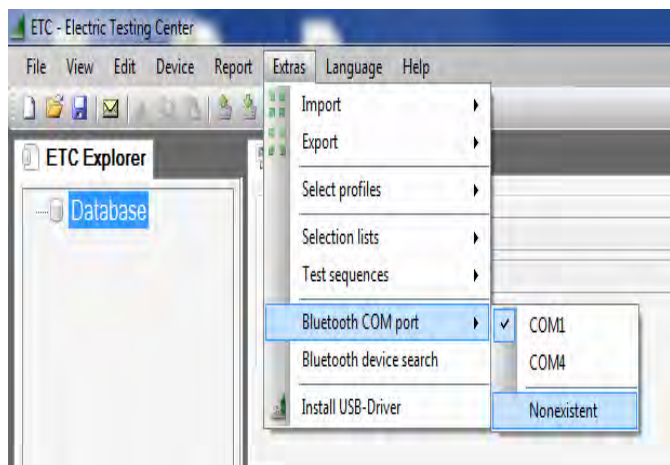 ETC - Electric Testing Center
File View Edit Device Report Extras Language Help
ETC Explorer
Database
Import
Export
Select profiles
Selection lists
Test sequences
Bluetooth COM port
Bluetooth device search
Install USB-Driver
COM1
COM4
Nonexistent